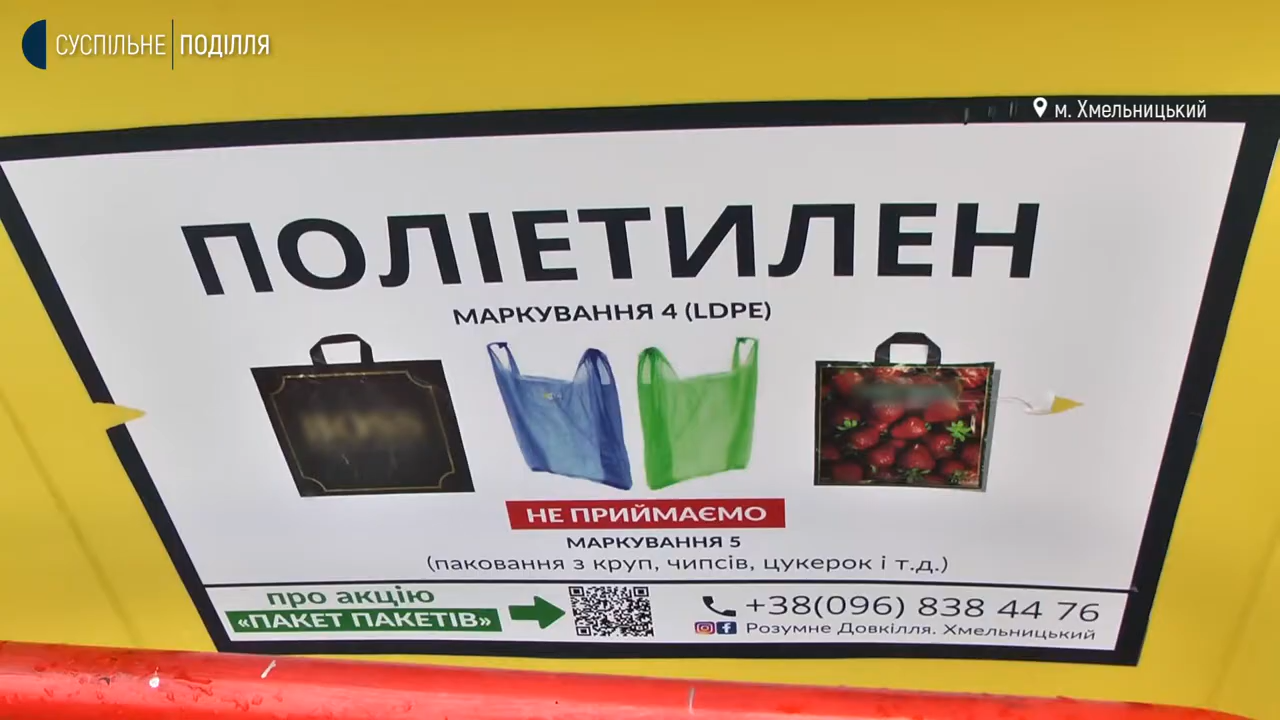 СУСПІЛЬНЕ ПОДІЛЛЯ
м. Хмельницький
ПОЛІЕТИЛЕН
МАРКУВАННЯ 4 (LDPE)
НЕ ПРИЙМАЄМО
МАРКУВАННЯ 5
(паковання з круп, чипсів, цукерок і т.д.)
про акцію
«ПАКЕТ ПАКЕТІВ»
+38(096) 838 44 76
Розумне Довкілля. Хмельницький